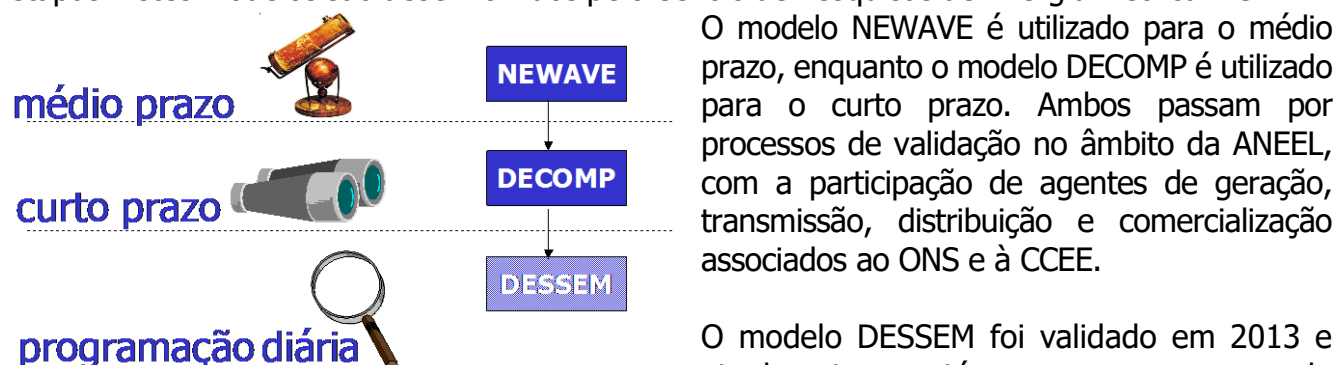 O modelo NEWAVE é utilizado para o médio
prazo, enquanto o modelo DECOMP é utilizado
para o curto prazo. Ambos passam por
processos de validação no âmbito da ANEEL,
com a participação de agentes de geração,
transmissão, distribuição e comercialização
associados ao ONS e à CCEE.
O modelo DESSEM foi validado em 2013 e
médio prazo
NEWAVE
curto prazo
DECOMP
programação diária
DESSEM